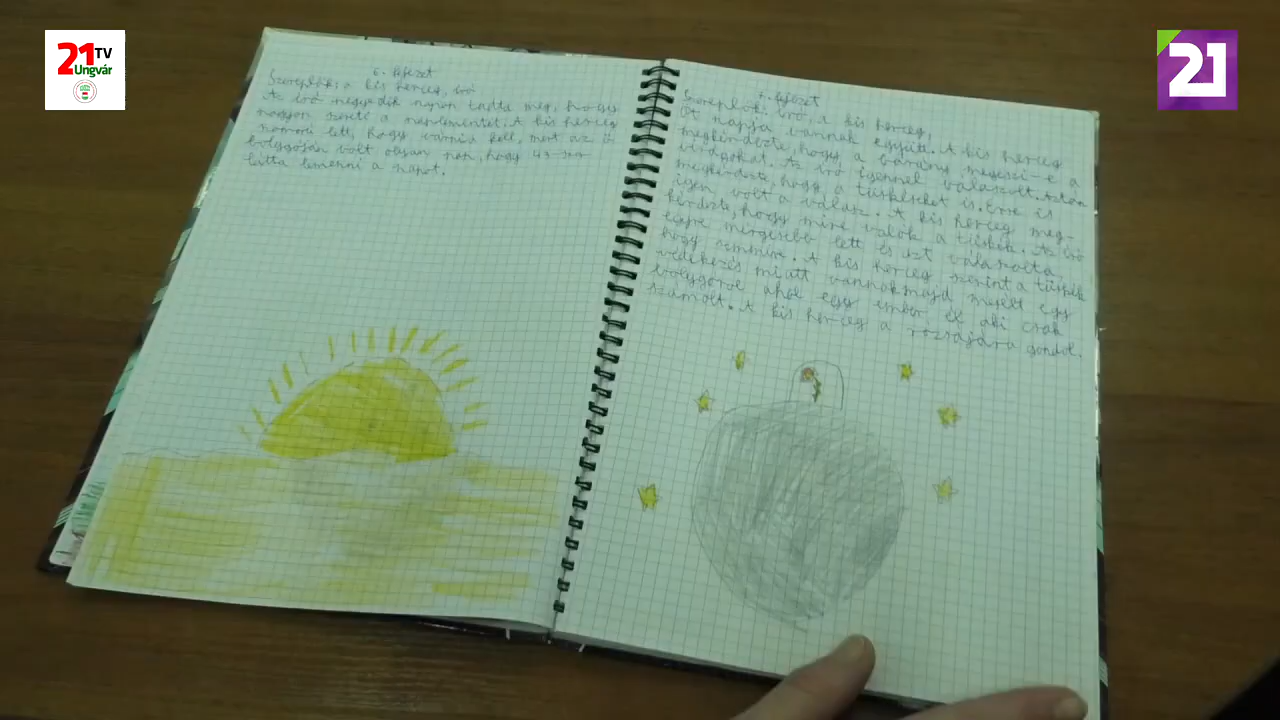 21 TV
Ungvár
21
6. fejezet
Szereplők: a kis herceg, író
Az író negyedik napon tudta meg, hogy
nagyon szereti a naplementét. A kis herceg
szomorú lett, hogy várnia kell, mert az ő
bolygóján volt olyan nap, hogy 43-szor
látta lemenni a napot.
7. fejezet
Szereplők: író, a kis herceg,
Öt napja vannak együtt. A kis herceg
megkérdezte, hogy a bárány megeszi-e a
virágokat. Az író igennel válaszolt. Aztán
megkérdezte, hogy a tüskéseket is. Erre is
igen volt a válasz. A kis herceg meg-
kérdezte, hogy mire valók a tüskék. Az író
egyre mérgesebb lett és azt válaszolta,
hogy semmire. A kis herceg szerint a tüskék
védekezés miatt vannak majd mesélt egy
bolygóról ahol egy ember él aki csak
számolt. A kis herceg a rózsájára gondol.